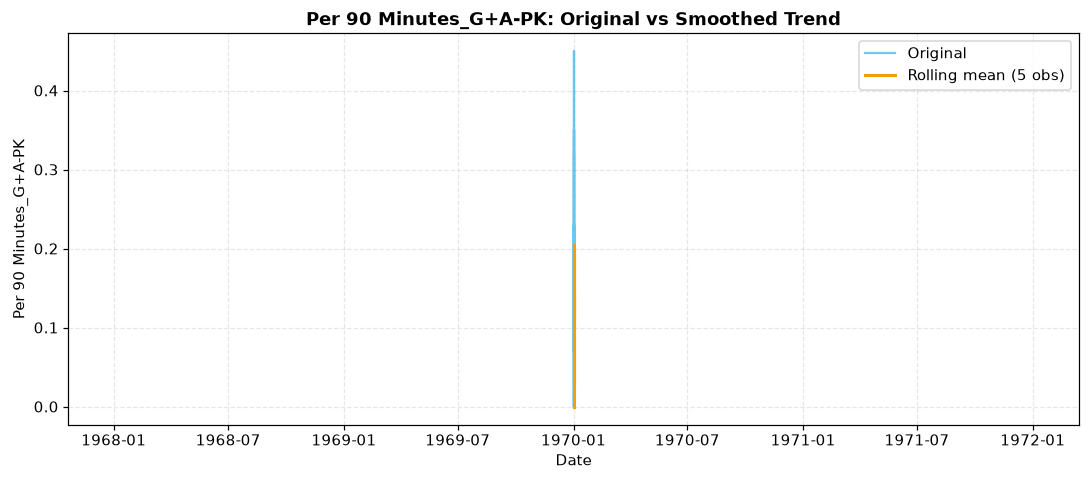 Per 90 Minutes_G+A-PK: Original vs Smoothed Trend
Original
Rolling mean (5 obs)
Per 90 Minutes_G+A-PK
0.4
0.3
0.2
0.1
0.0
1968-01 1968-07 1969-01 1969-07 1970-01 1970-07 1971-01 1971-07 1972-01
Date